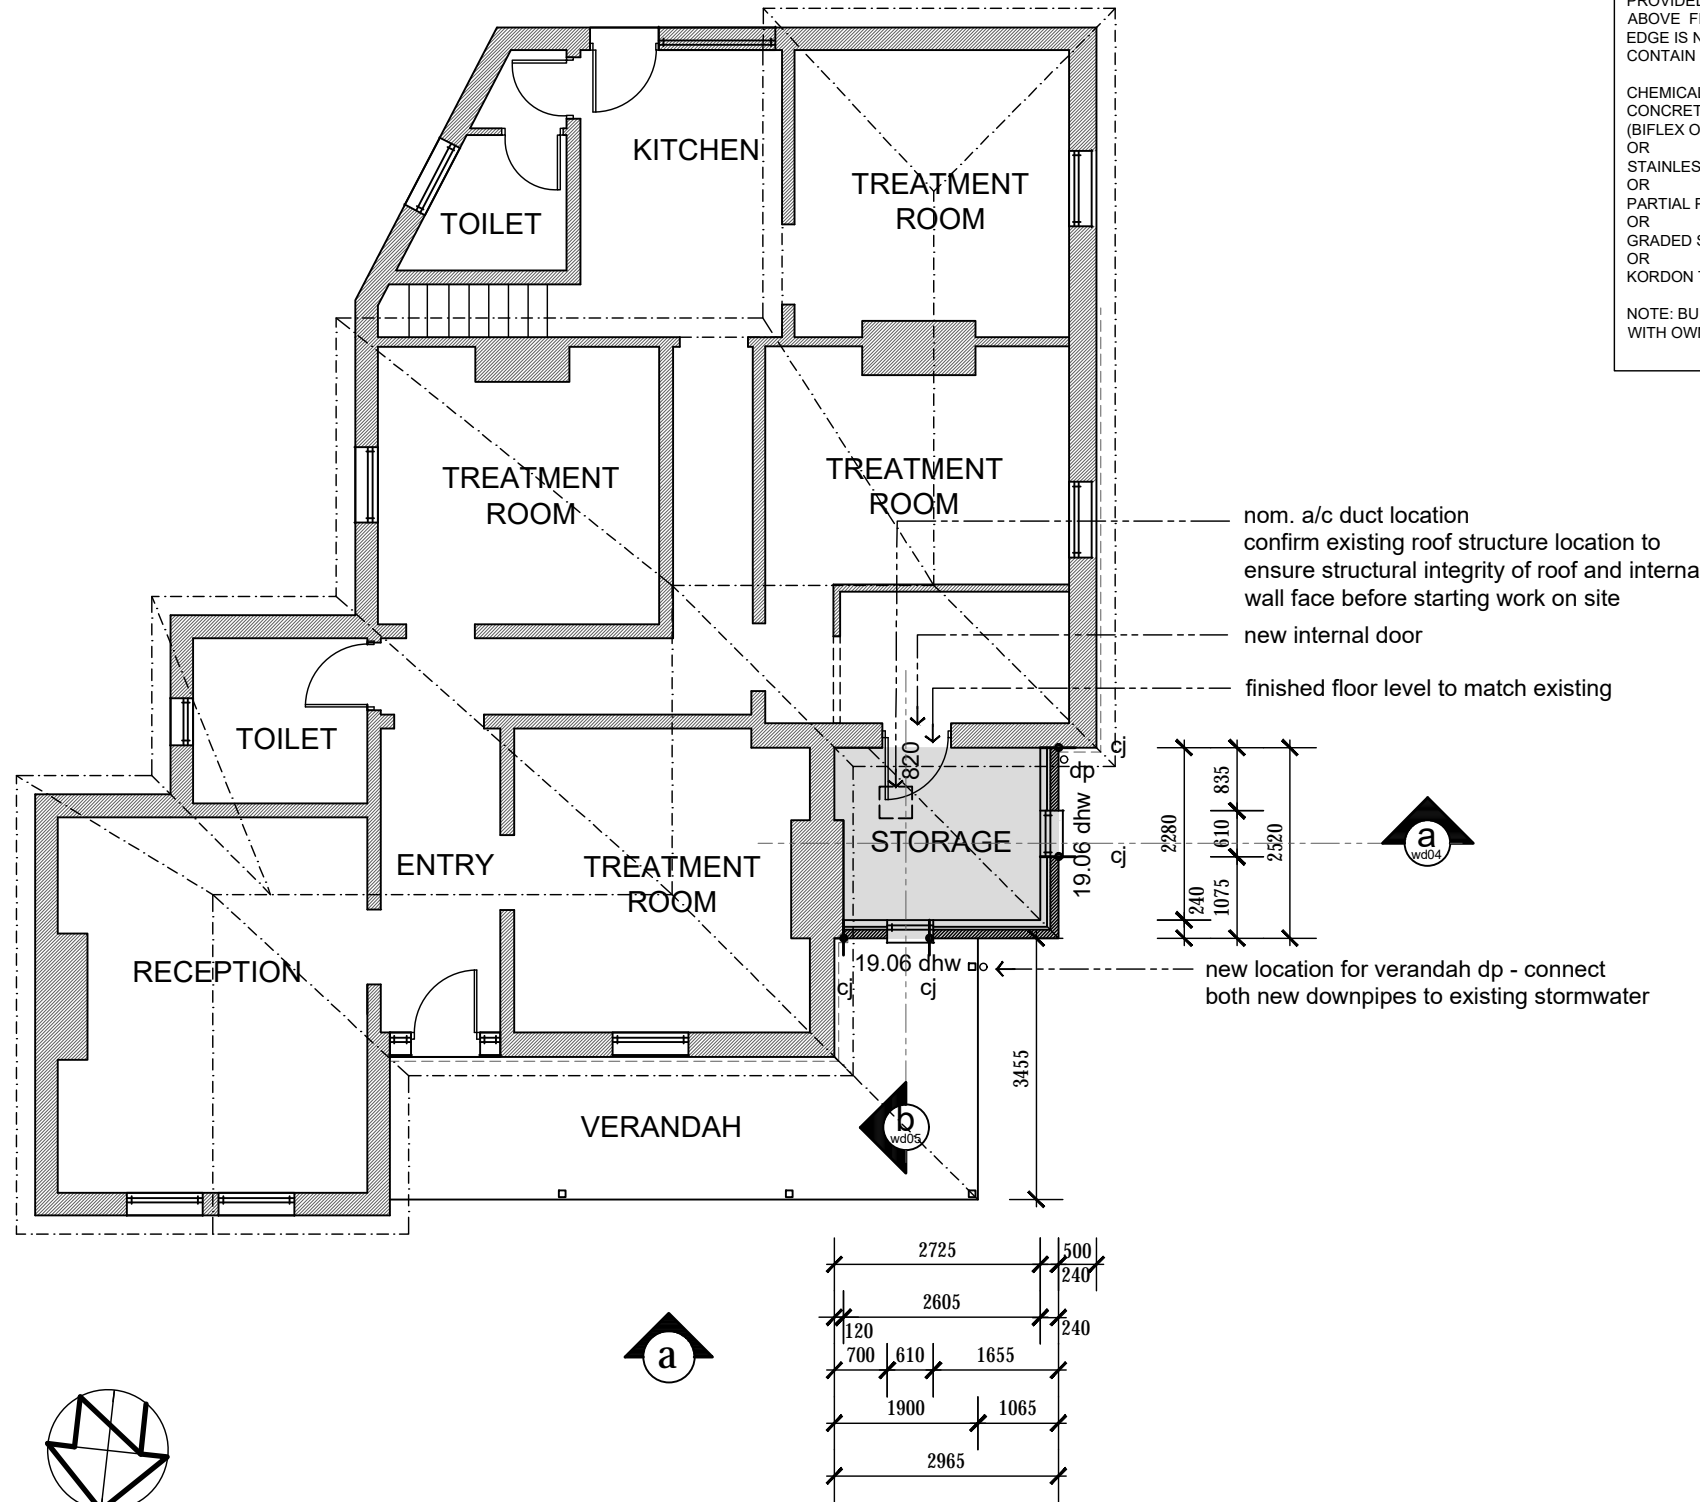 PROVIDED
ABOVE
EDGE IS
CONTAIN
CHEMICAL
CONCRET
(BIFLEX O
OR
STAINLES
OR
PARTIAL
OR
GRADED
OR
KORDON
NOTE: BU
WITH OWN
KITCHEN
TREATMENT
ROOM
TOILET
TREATMENT
ROOM
TREATMENT
ROOM
nom. a/c duct location
confirm existing roof structure location to
ensure structural integrity of roof and interna
wall face before starting work on site
new internal door
finished floor level to match existing
TOILET
820
cj
dp
STORAGE
19.06 dhw
cj
2280
240
835
610
1075
2520
a
wd04
ENTRY
TREATMENT
ROOM
RECEPTION
19.06 dhw
cj
cj
new location for verandah dp - connect
both new downpipes to existing stormwater
3455
VERANDAH
b
wd05
2725
500
240
2605
120
240
a
700
610
1655
1900
1065
2965